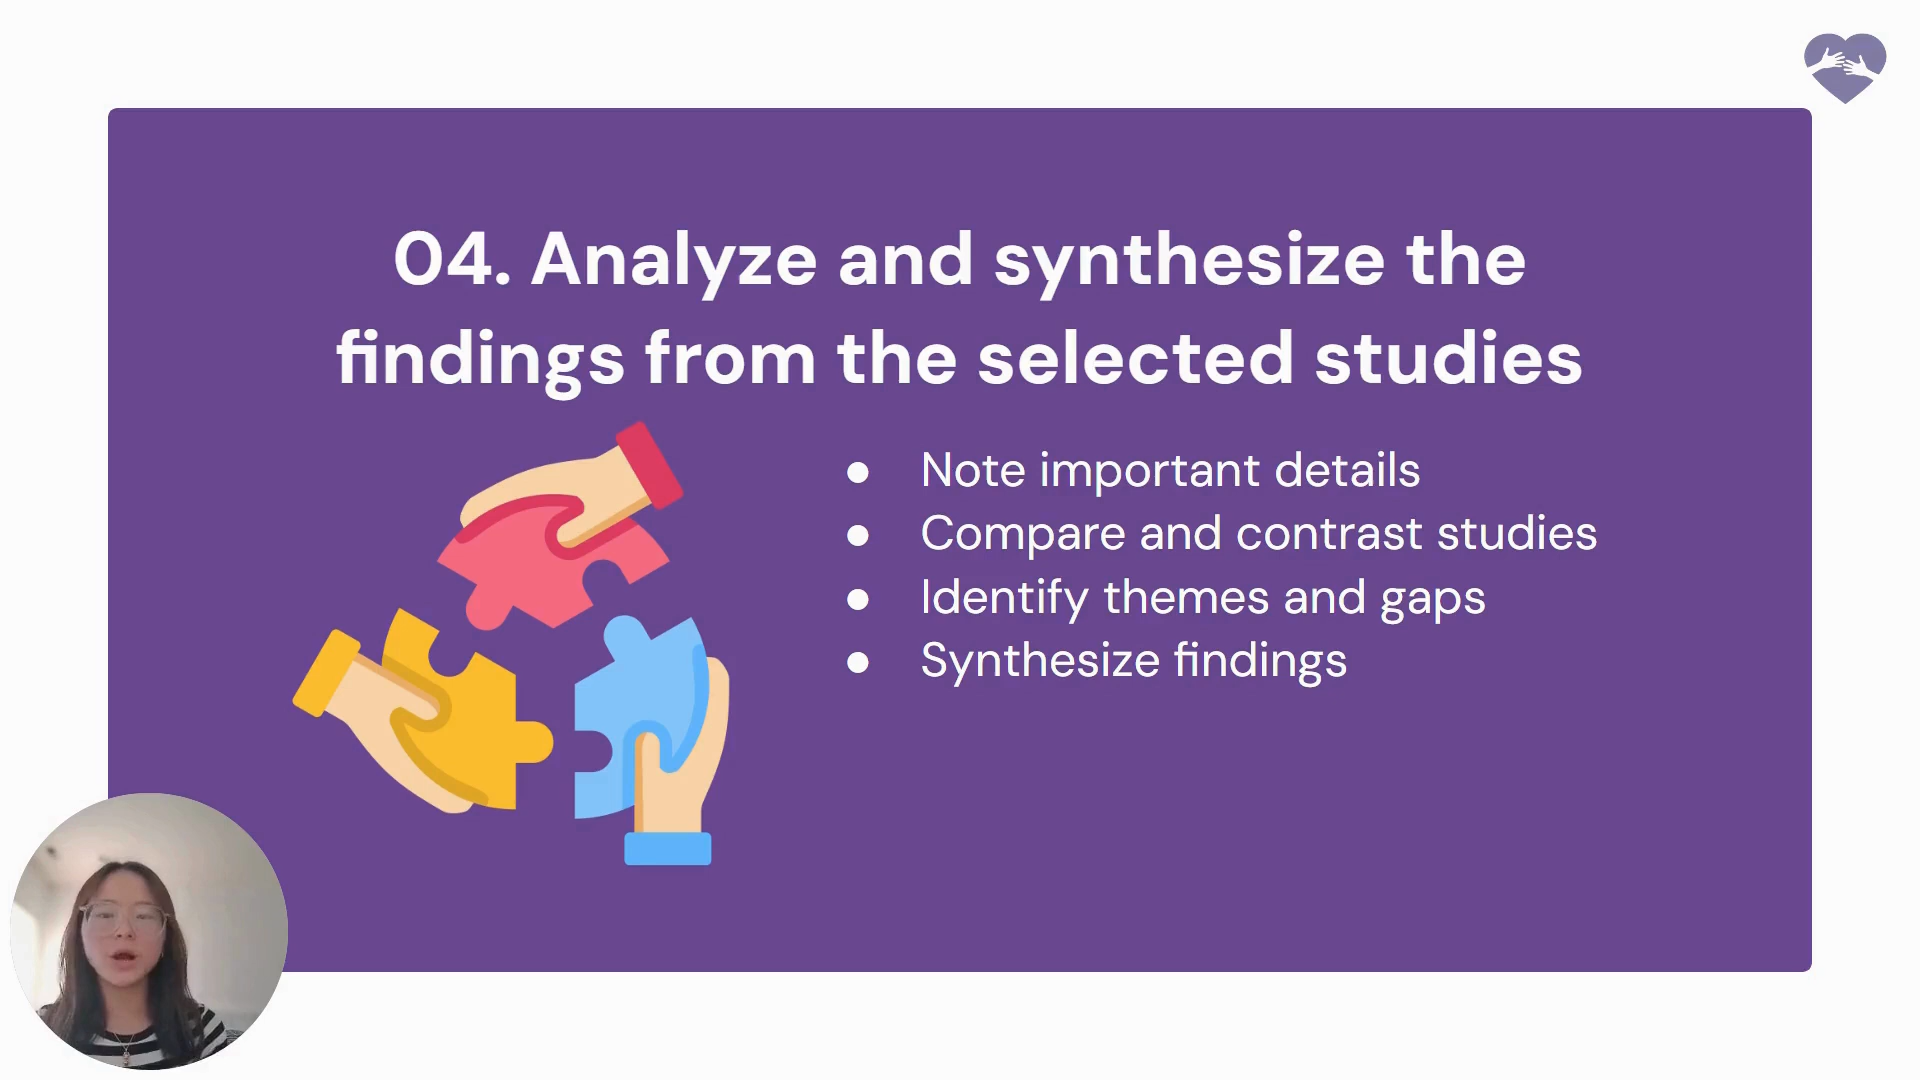 04. Analyze and synthesize the
findings from the selected studies
● Note important details
● Compare and contrast studies
● Identify themes and gaps
● Synthesize findings